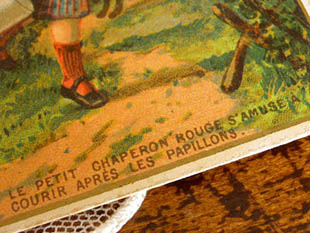 LE PETIT CHAPERON ROUGE S'AMUSE A
COURIR APRÈS LES PAPILLONS.